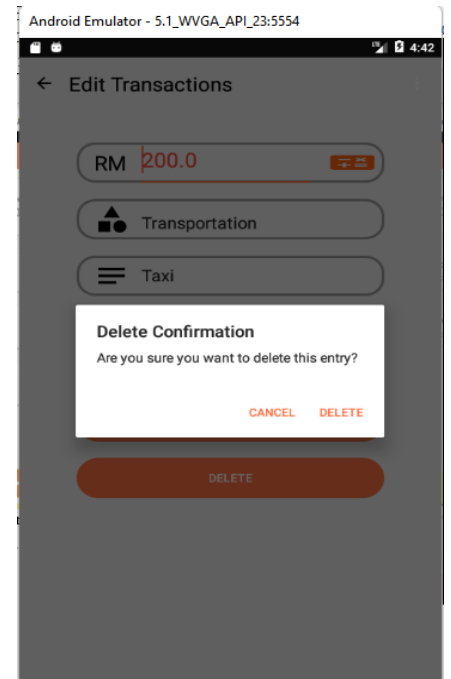 Android Emulator - 5.1_WVGA_API_23:5554
4:42
Edit Transactions
RM 200.0
Transportation
Taxi
Delete Confirmation
Are you sure you want to delete this entry?
CANCEL DELETE
DELETE